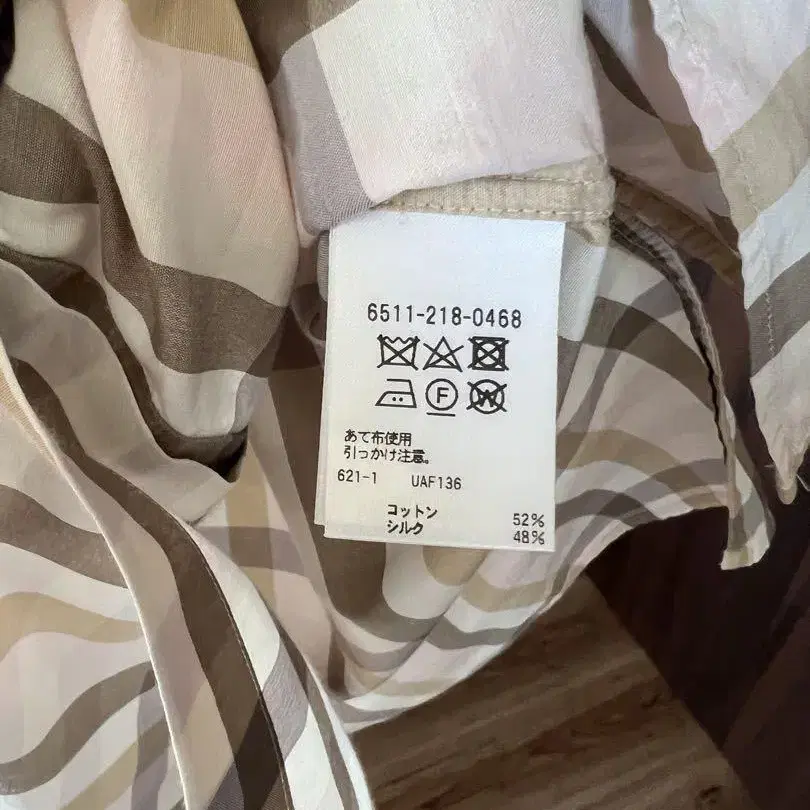 6511-218-0468
F W
あて布使用
引っかけ注意。
621-1 UAF136
コットン 52%
シルク 48%